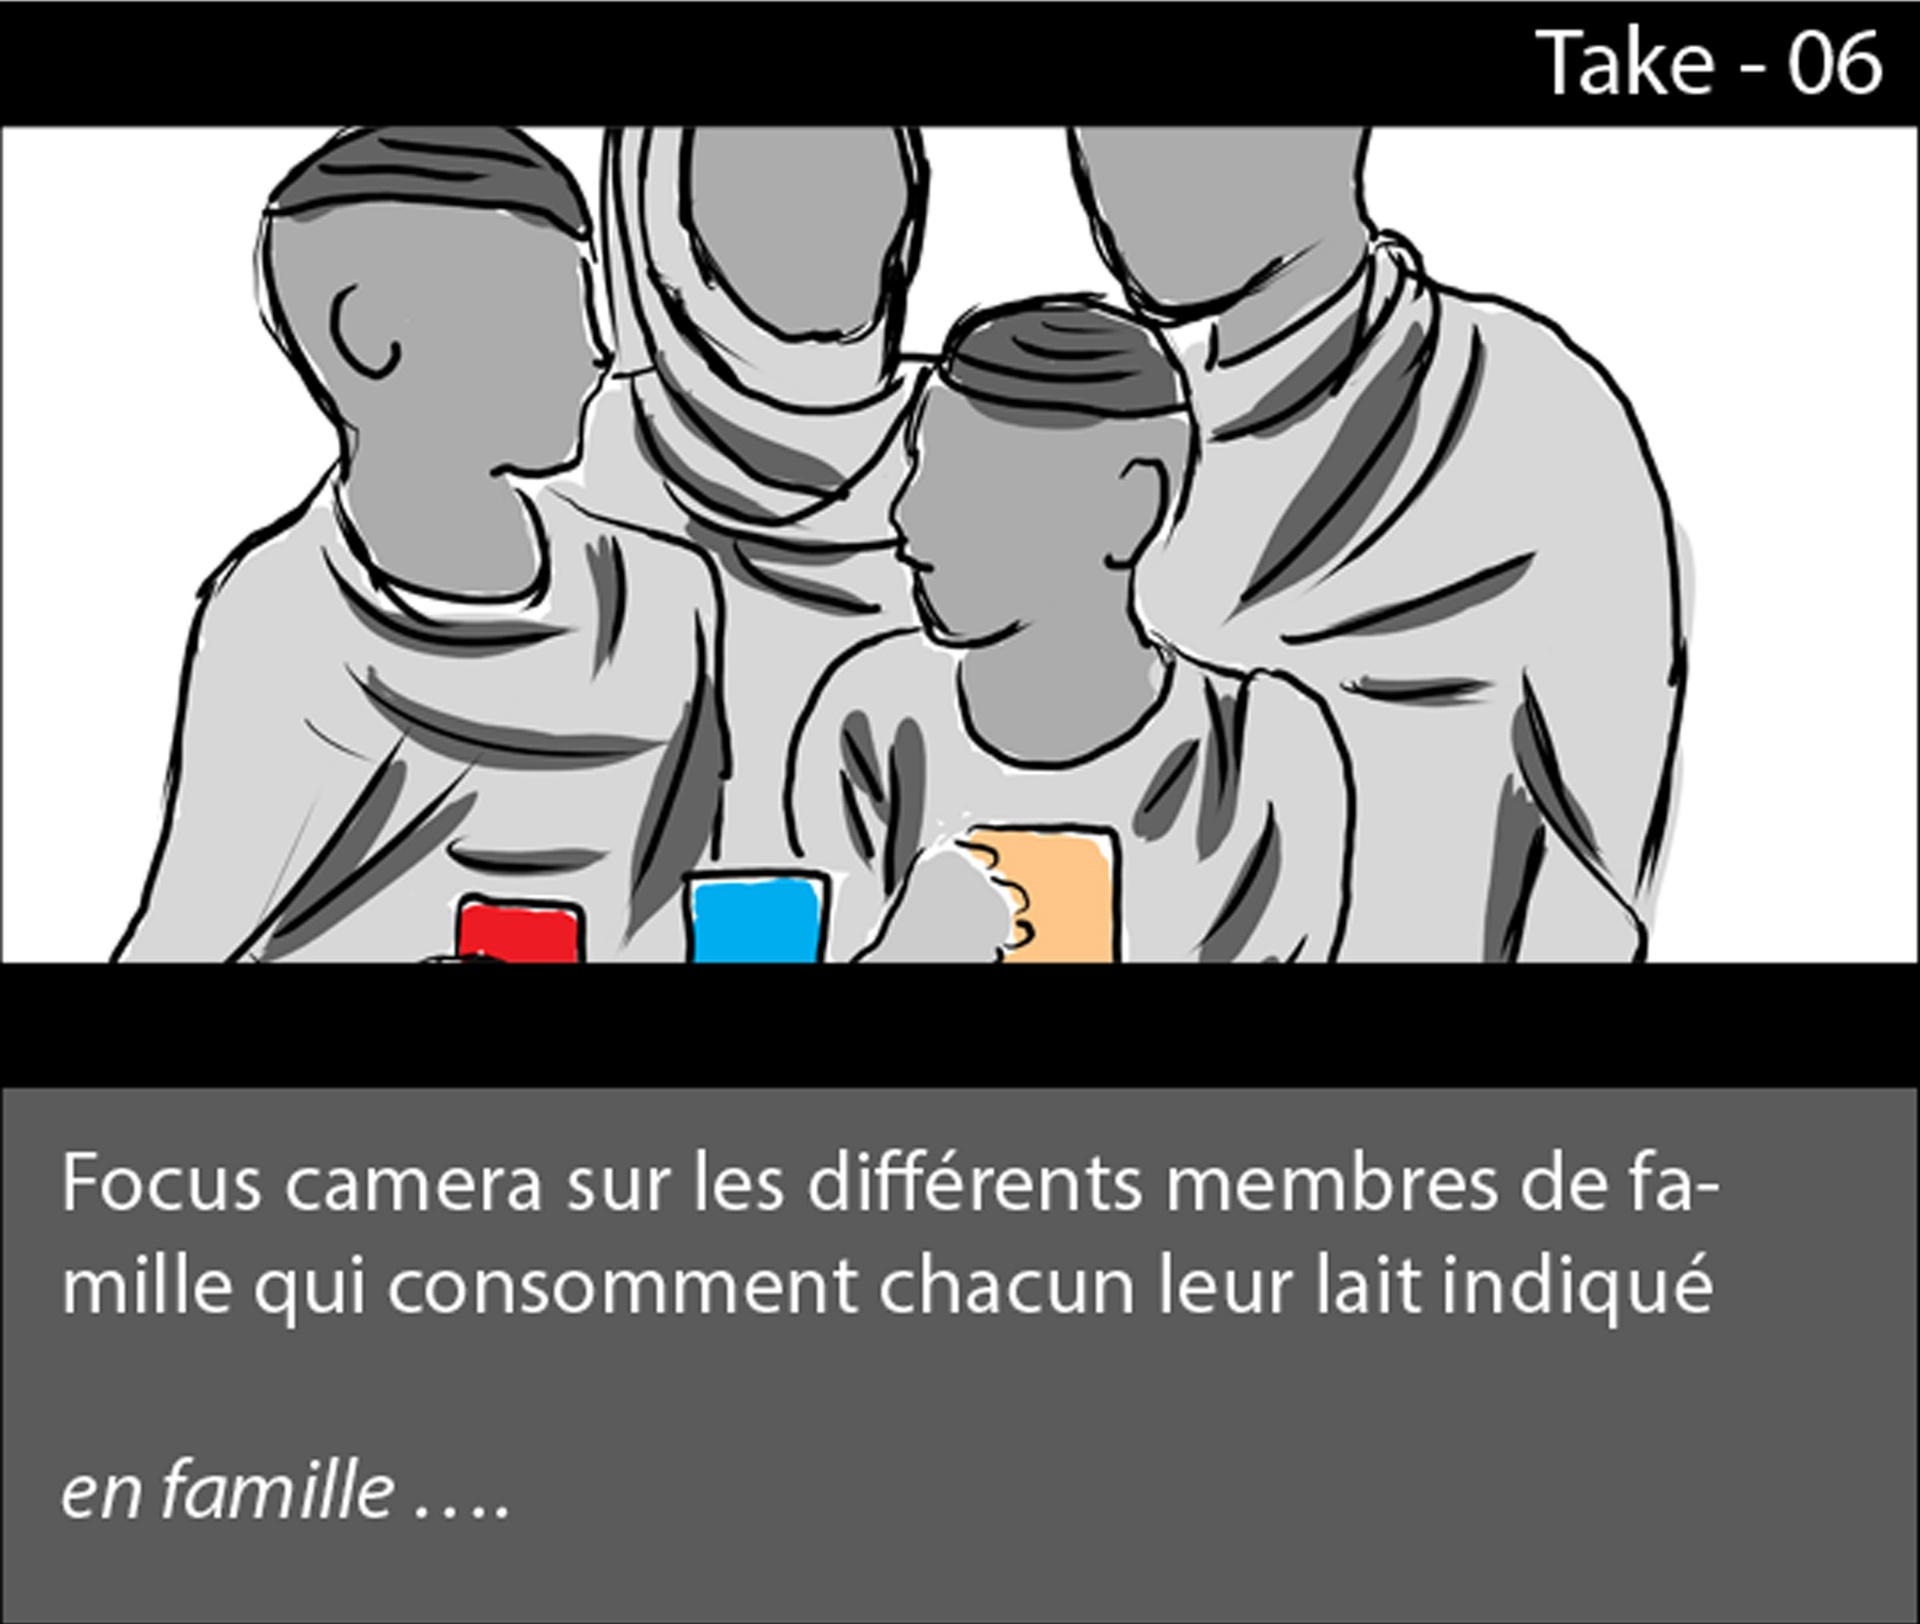 Take - 06
Focus camera sur les différents membres de fa-
mille qui consomment chacun leur lait indiqué
en famille ....